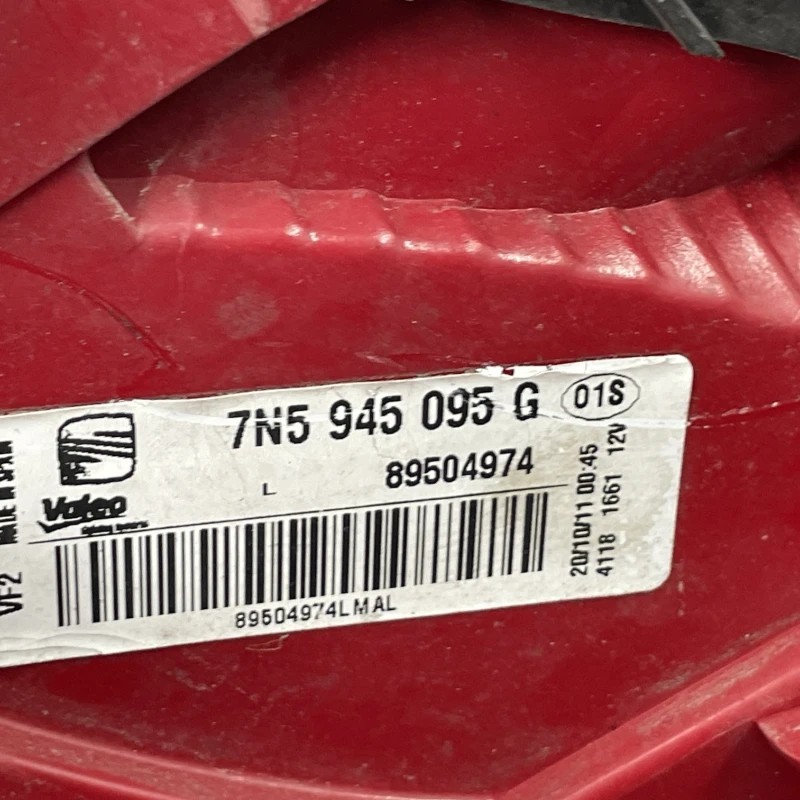 7N5 945 095 G
01S
L
89504974
Valeo
89504974LMAL
20/10/11 00:45
4118 1661 12V
MADE IN SPAIN
VF2